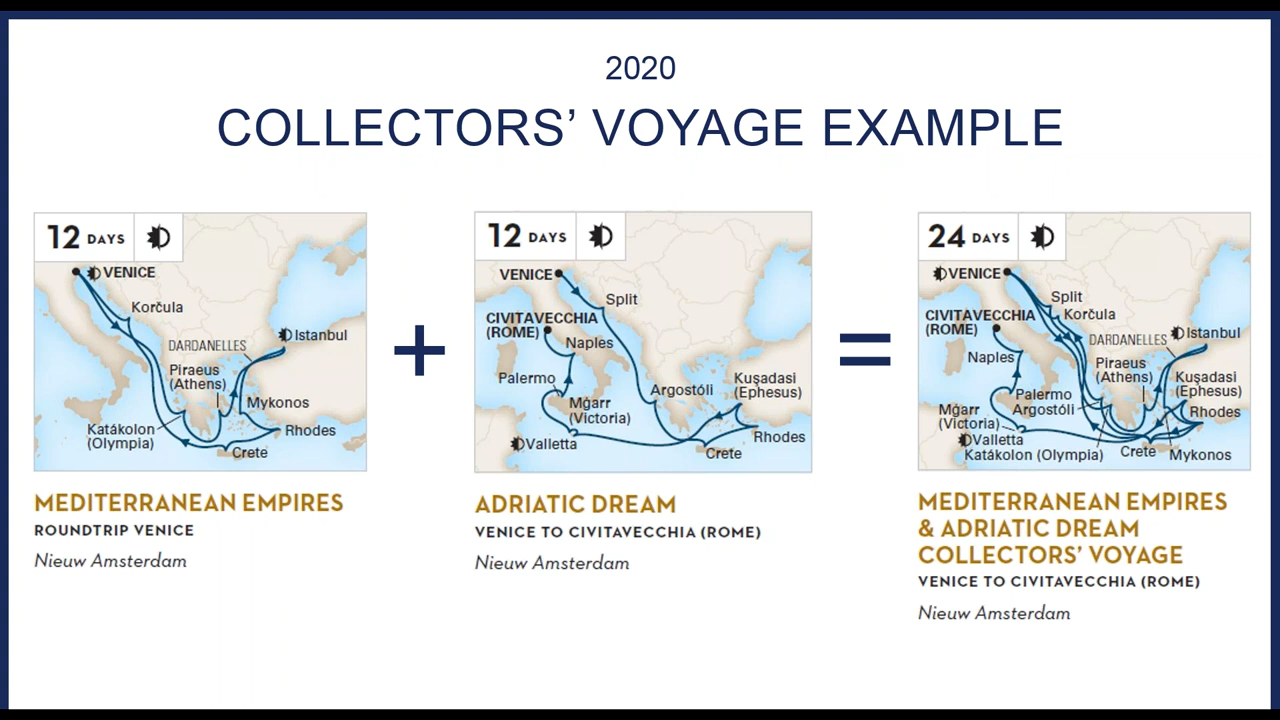 2020
COLLECTORS’ VOYAGE EXAMPLE
12 DAYS
VENICE
Korčula
Istanbul
DARDANELLES
Piraeus
(Athens)
Mykonos
Katákolon
(Olympia)
Rhodes
Crete
MEDITERRANEAN EMPIRES
ROUNDTRIP VENICE
Nieuw Amsterdam
+
12 DAYS
VENICE
Split
CIVITAVECCHIA
(ROME)
Naples
Palermo
Argostóli
Kuşadasi
(Ephesus)
Mġarr
(Victoria)
Valletta
Rhodes
Crete
ADRIATIC DREAM
VENICE TO CIVITAVECCHIA (ROME)
Nieuw Amsterdam
=
24 DAYS
VENICE
Split
Korčula
CIVITAVECCHIA
(ROME)
Istanbul
DARDANELLES
Naples
Piraeus
(Athens)
Kuşadasi
(Ephesus)
Palermo
Argostóli
Mġarr
(Victoria)
Rhodes
Valletta
Katákolon (Olympia)
Crete
Mykonos
MEDITERRANEAN EMPIRES
& ADRIATIC DREAM
COLLECTORS’ VOYAGE
VENICE TO CIVITAVECCHIA (ROME)
Nieuw Amsterdam